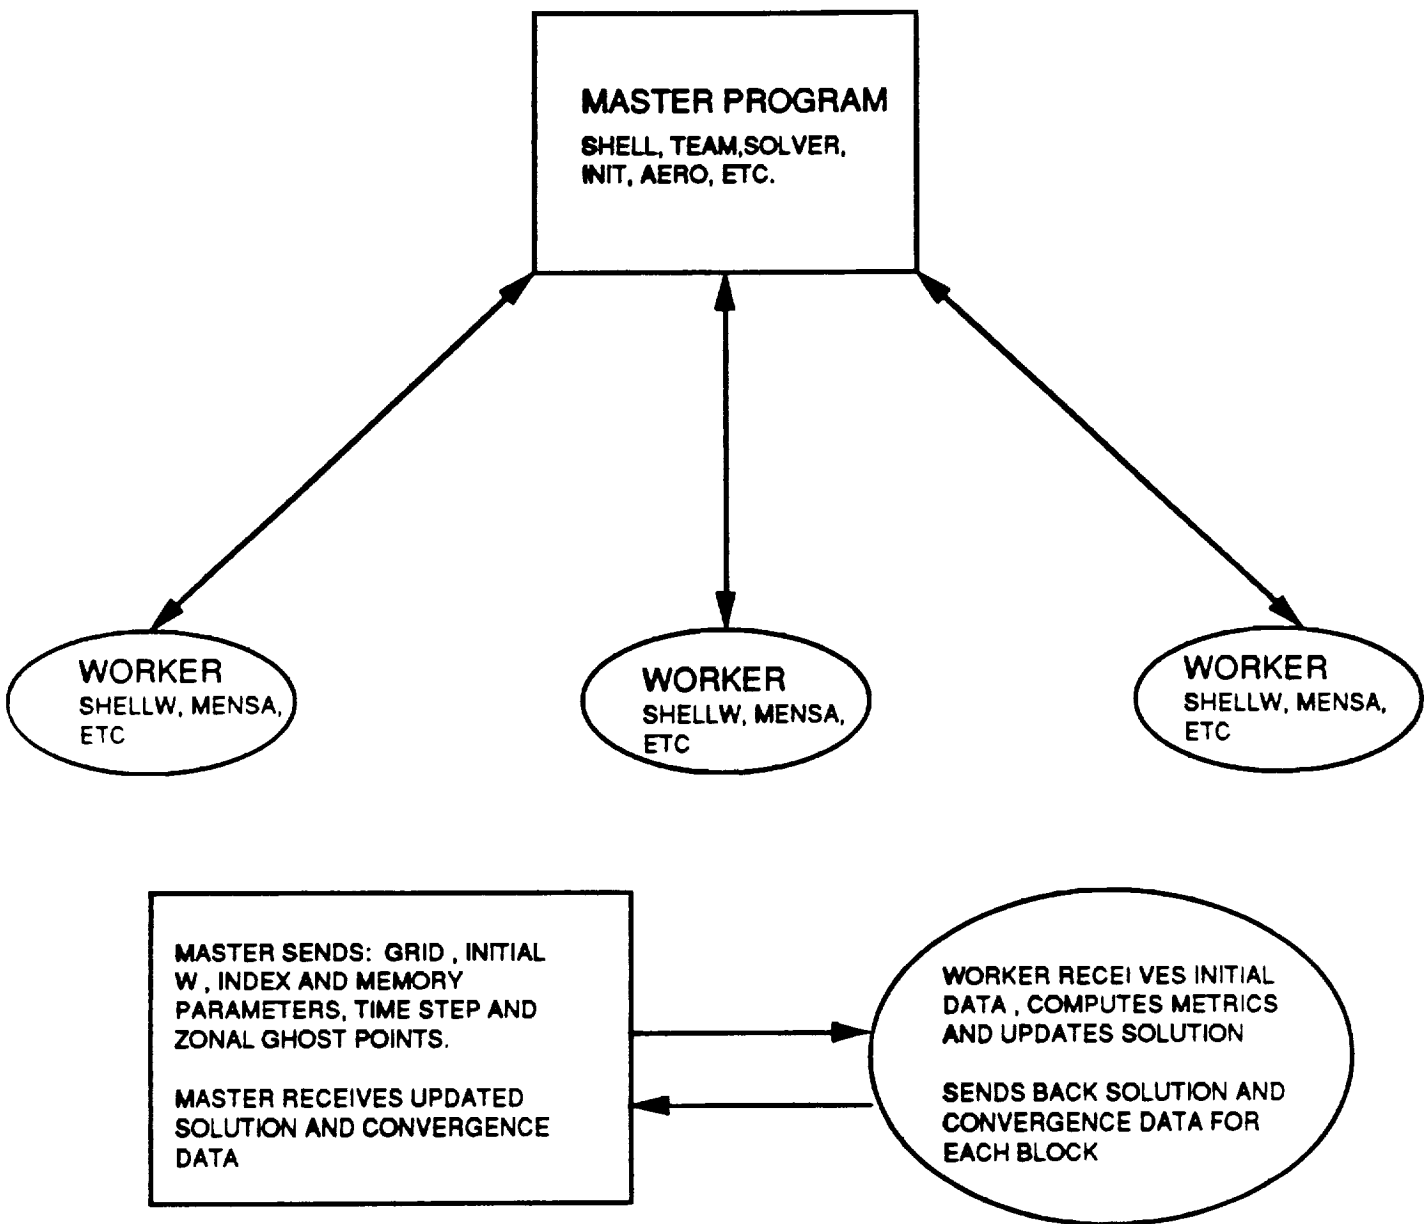 MASTER PROGRAM
SHELL, TEAM,SOLVER,
INIT, AERO, ETC.
WORKER
SHELLW, MENSA,
ETC
WORKER
SHELLW, MENSA,
ETC
WORKER
SHELLW, MENSA,
ETC
MASTER SENDS: GRID , INITIAL
W , INDEX AND MEMORY
PARAMETERS, TIME STEP AND
ZONAL GHOST POINTS.
MASTER RECEIVES UPDATED
SOLUTION AND CONVERGENCE
DATA
WORKER RECEI VES INITIAL
DATA , COMPUTES METRICS
AND UPDATES SOLUTION
SENDS BACK SOLUTION AND
CONVERGENCE DATA FOR
EACH BLOCK